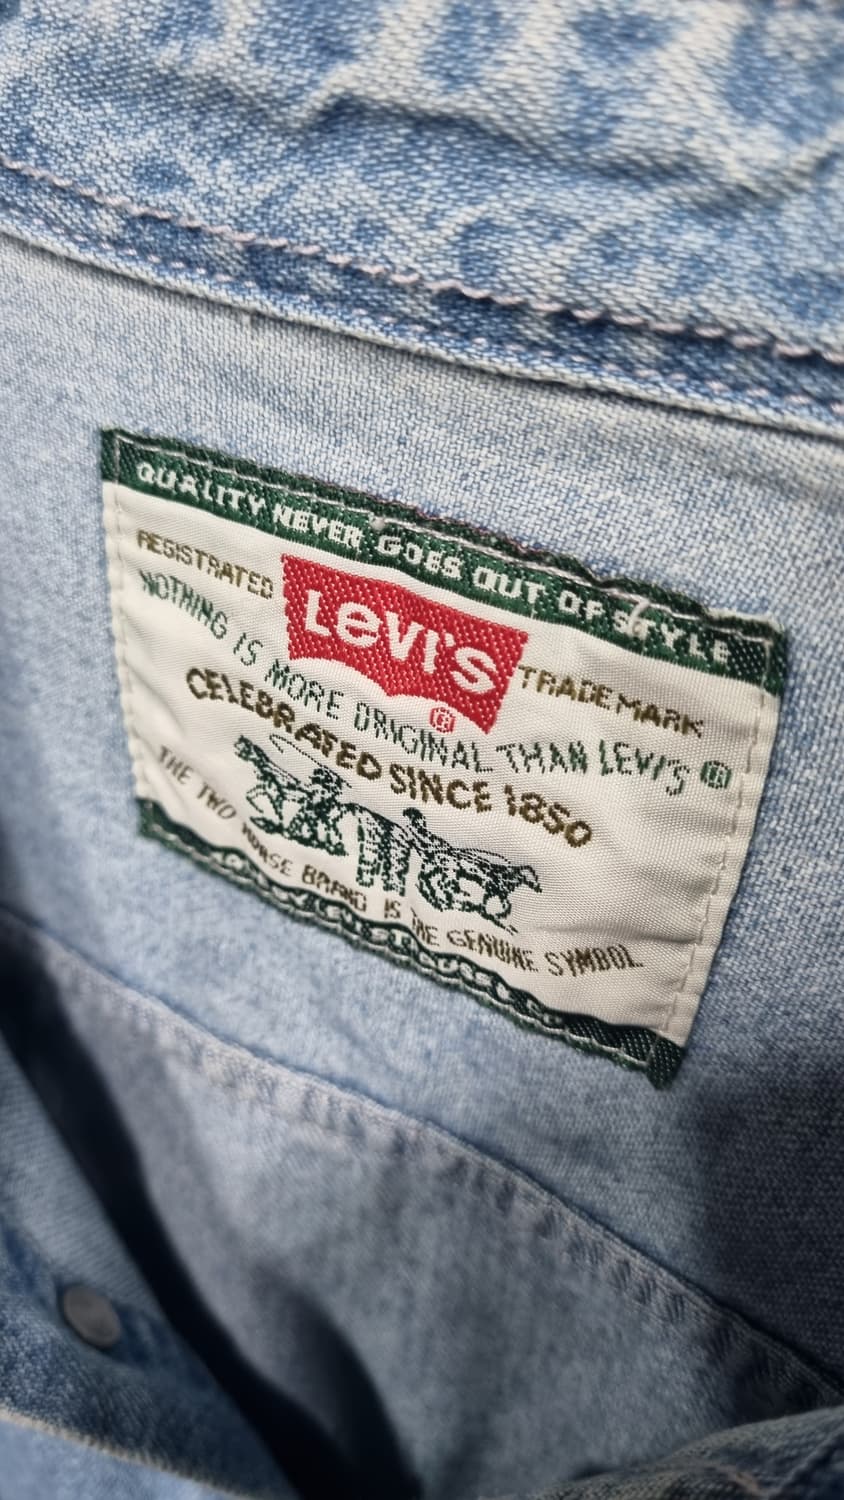 QUALITY NEVER GOES OUT OF STYLE
REGISTRATED LEVI'S ® TRADE MARK
NOTHING IS MORE ORIGINAL THAN LEVI'S ®
CELEBRATED SINCE 1850
THE TWO HORSE BRAND IS THE GENUINE SYMBOL